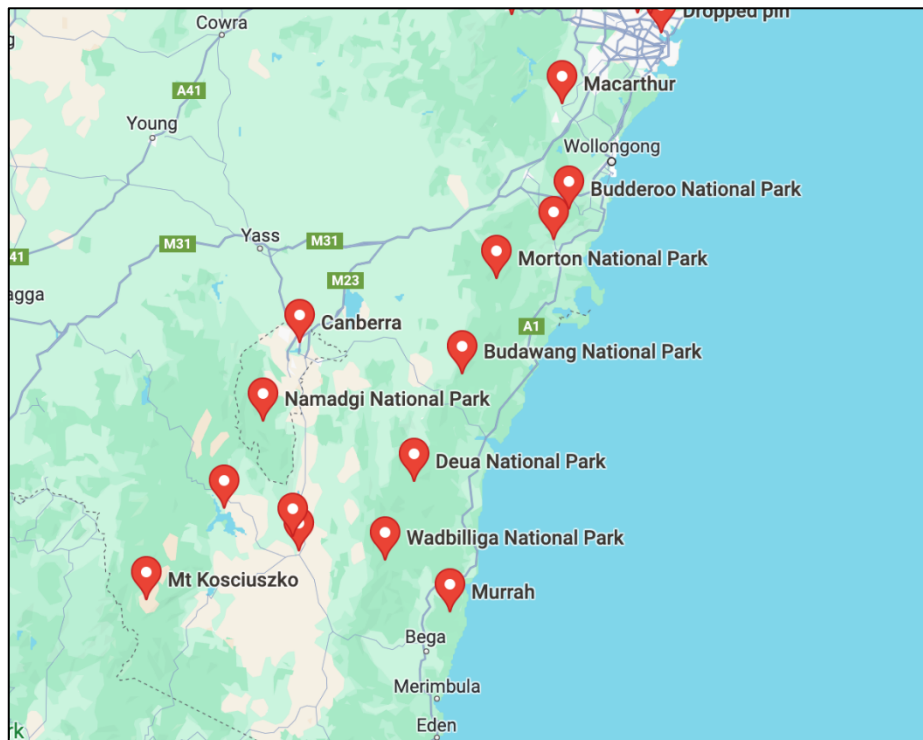 Dropped pin
Cowra
Macarthur
A41
Young
Wollongong
Budderoo National Park
M31
Yass
M31
41
Morton National Park
M23
agga
Canberra
A1
Budawang National Park
Namadgi National Park
Deua National Park
Wadbilliga National Park
Mt Kosciuszko
Murrah
Bega
Merimbula
Eden
rk